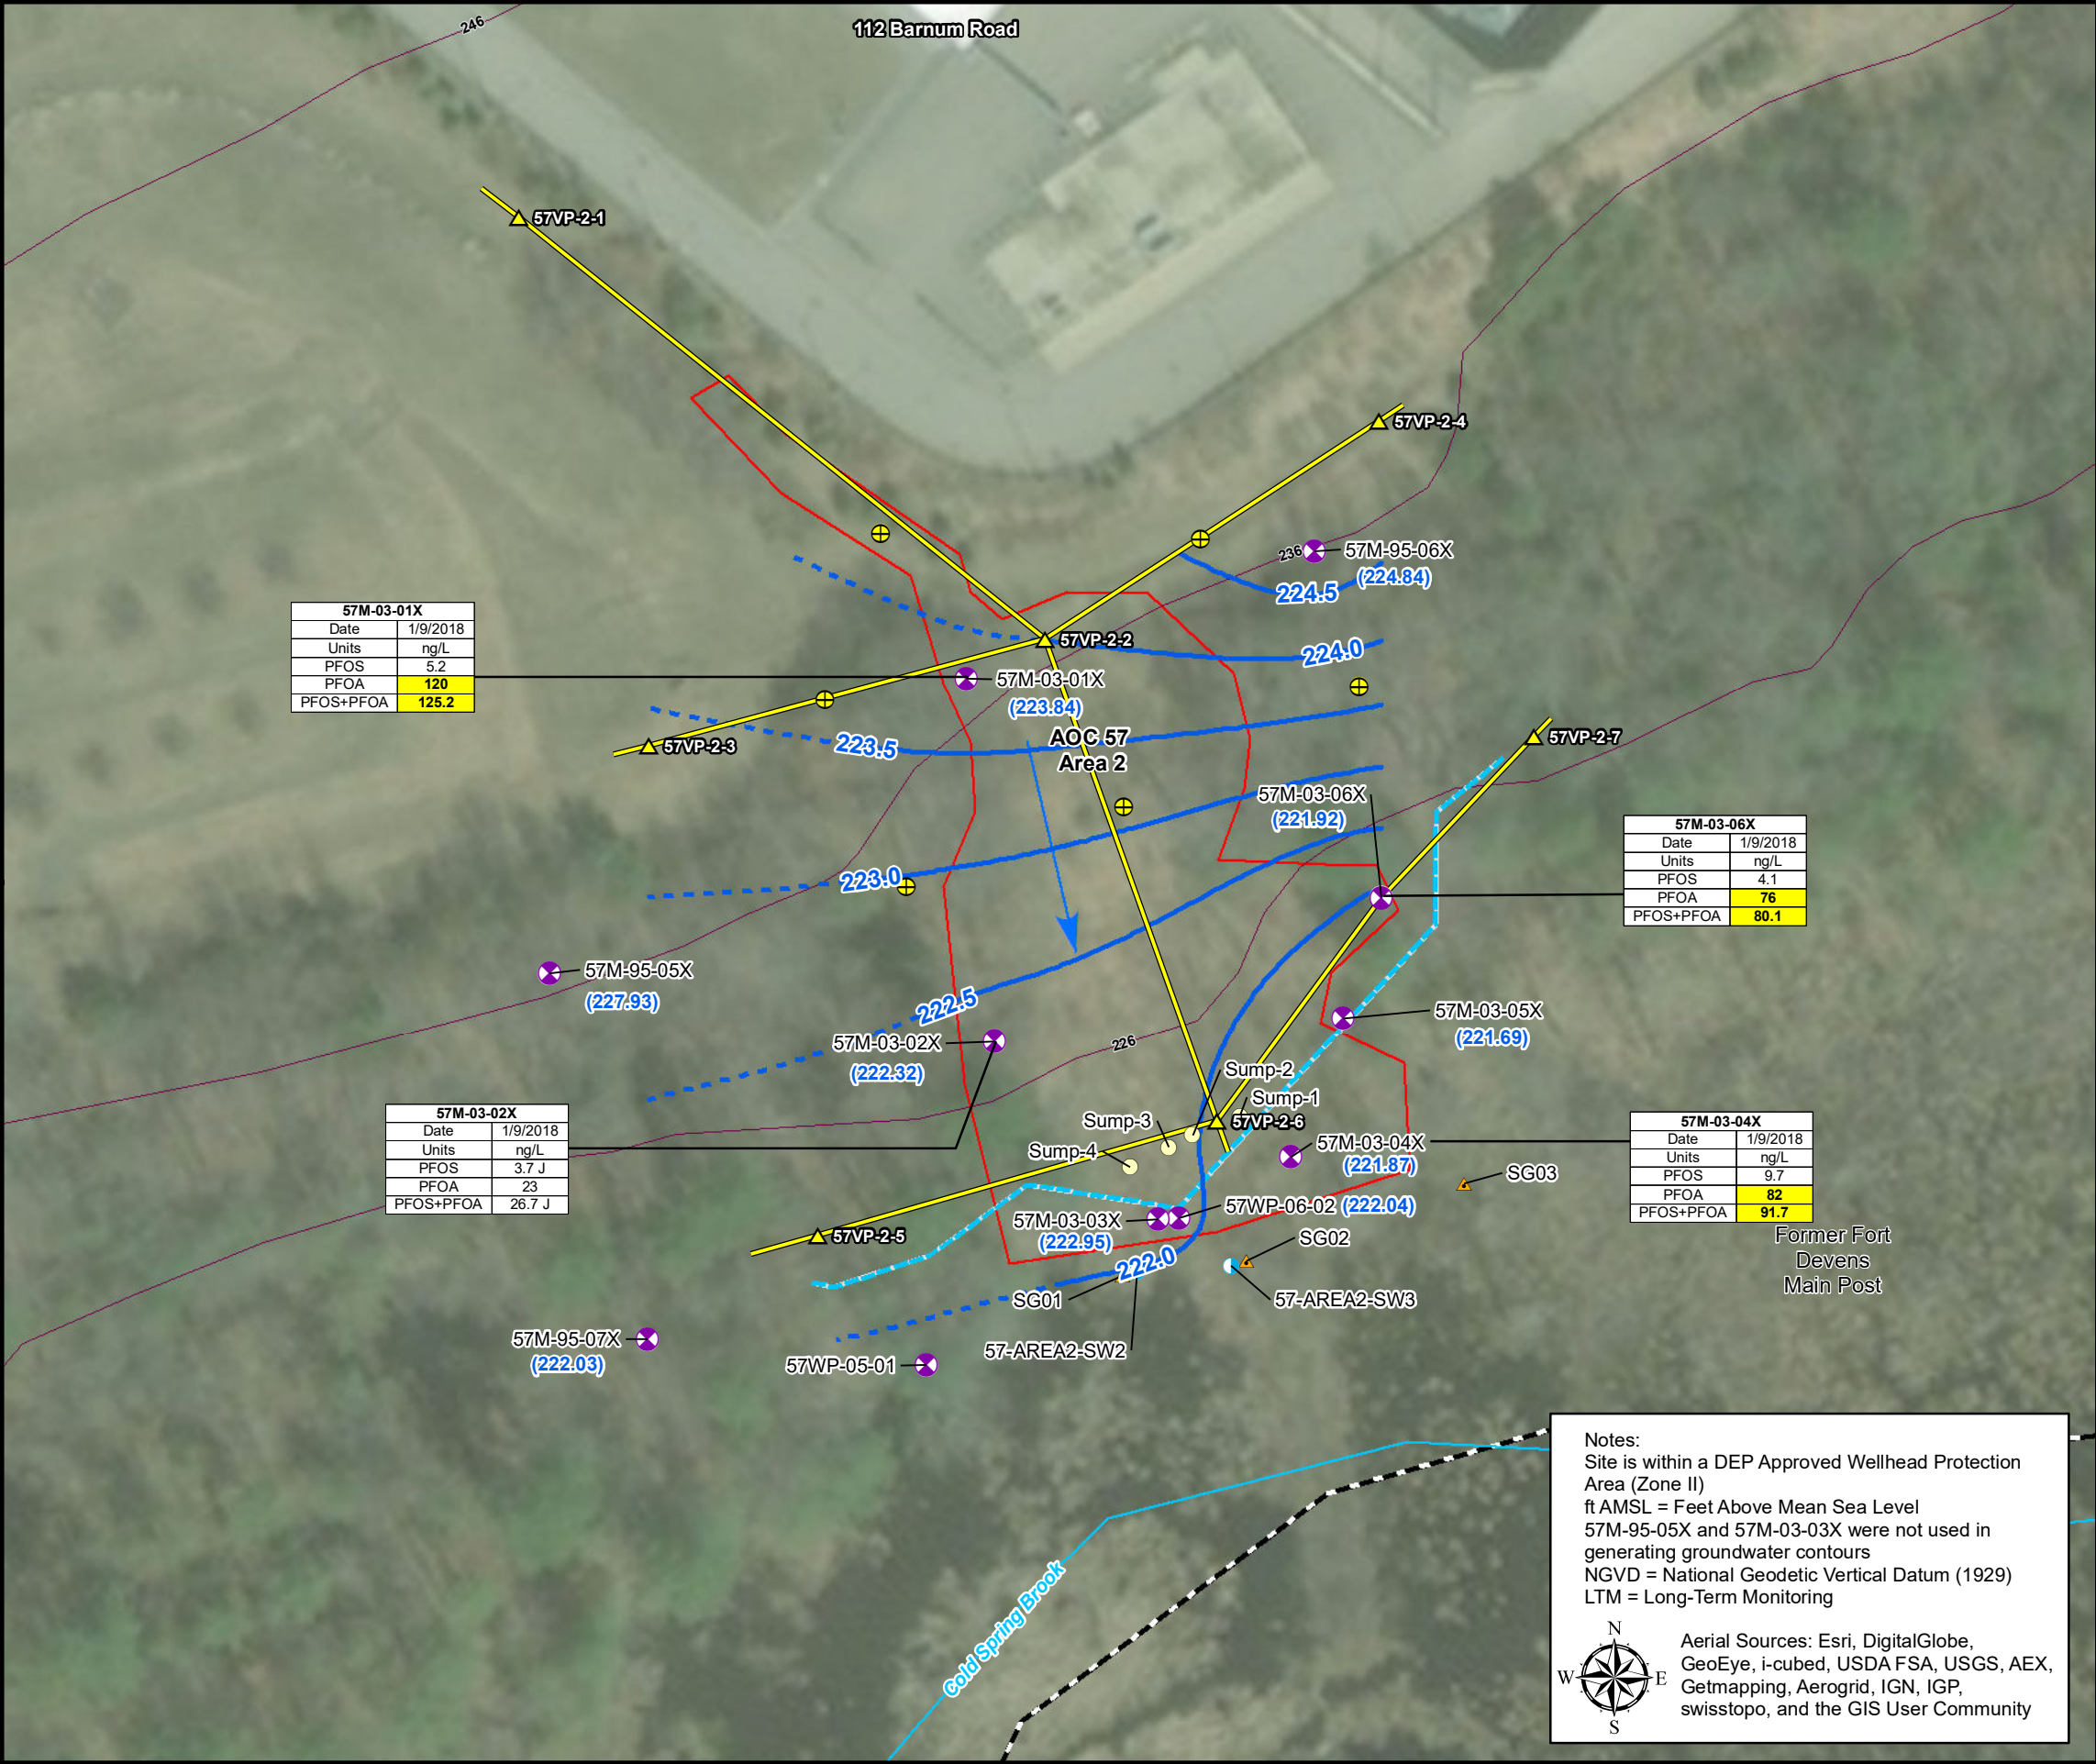 112 Barnum Road
246
57VP-2-1
57VP-2-4
236
57M-95-06X
(224.84)
224.5
57M-03-01X
Date 1/9/2018
Units ng/L
PFOS 5.2
PFOA 120
PFOS+PFOA 125.2
57VP-2-2
224.0
57M-03-01X
(223.84)
57VP-2-3
223.5
AOC 57
Area 2
57VP-2-7
57M-03-06X
(221.92)
57M-03-06X
Date 1/9/2018
Units ng/L
PFOS 4.1
PFOA 76
PFOS+PFOA 80.1
223.0
57M-95-05X
(227.93)
222.5
57M-03-05X
(221.69)
57M-03-02X
(222.32)
226
Sump-2
Sump-1
Sump-3
57VP-2-6
Sump-4
57M-03-02X
Date 1/9/2018
Units ng/L
PFOS 3.7 J
PFOA 23
PFOS+PFOA 26.7 J
57M-03-04X
(221.87)
57M-03-04X
Date 1/9/2018
Units ng/L
PFOS 9.7
PFOA 82
PFOS+PFOA 91.7
SG03
57WP-06-02 (222.04)
57M-03-03X
(222.95)
57VP-2-5
SG02
Former Fort
Devens
Main Post
222.0
SG01
57-AREA2-SW3
57M-95-07X
(222.03)
57-AREA2-SW2
57WP-05-01
Cold Spring Brook
Notes:
Site is within a DEP Approved Wellhead Protection
Area (Zone II)
ft AMSL = Feet Above Mean Sea Level
57M-95-05X and 57M-03-03X were not used in
generating groundwater contours
NGVD = National Geodetic Vertical Datum (1929)
LTM = Long-Term Monitoring
N
W E
S
Aerial Sources: Esri, DigitalGlobe,
GeoEye, i-cubed, USDA FSA, USGS, AEX,
Getmapping, Aerogrid, IGN, IGP,
swisstopo, and the GIS User Community